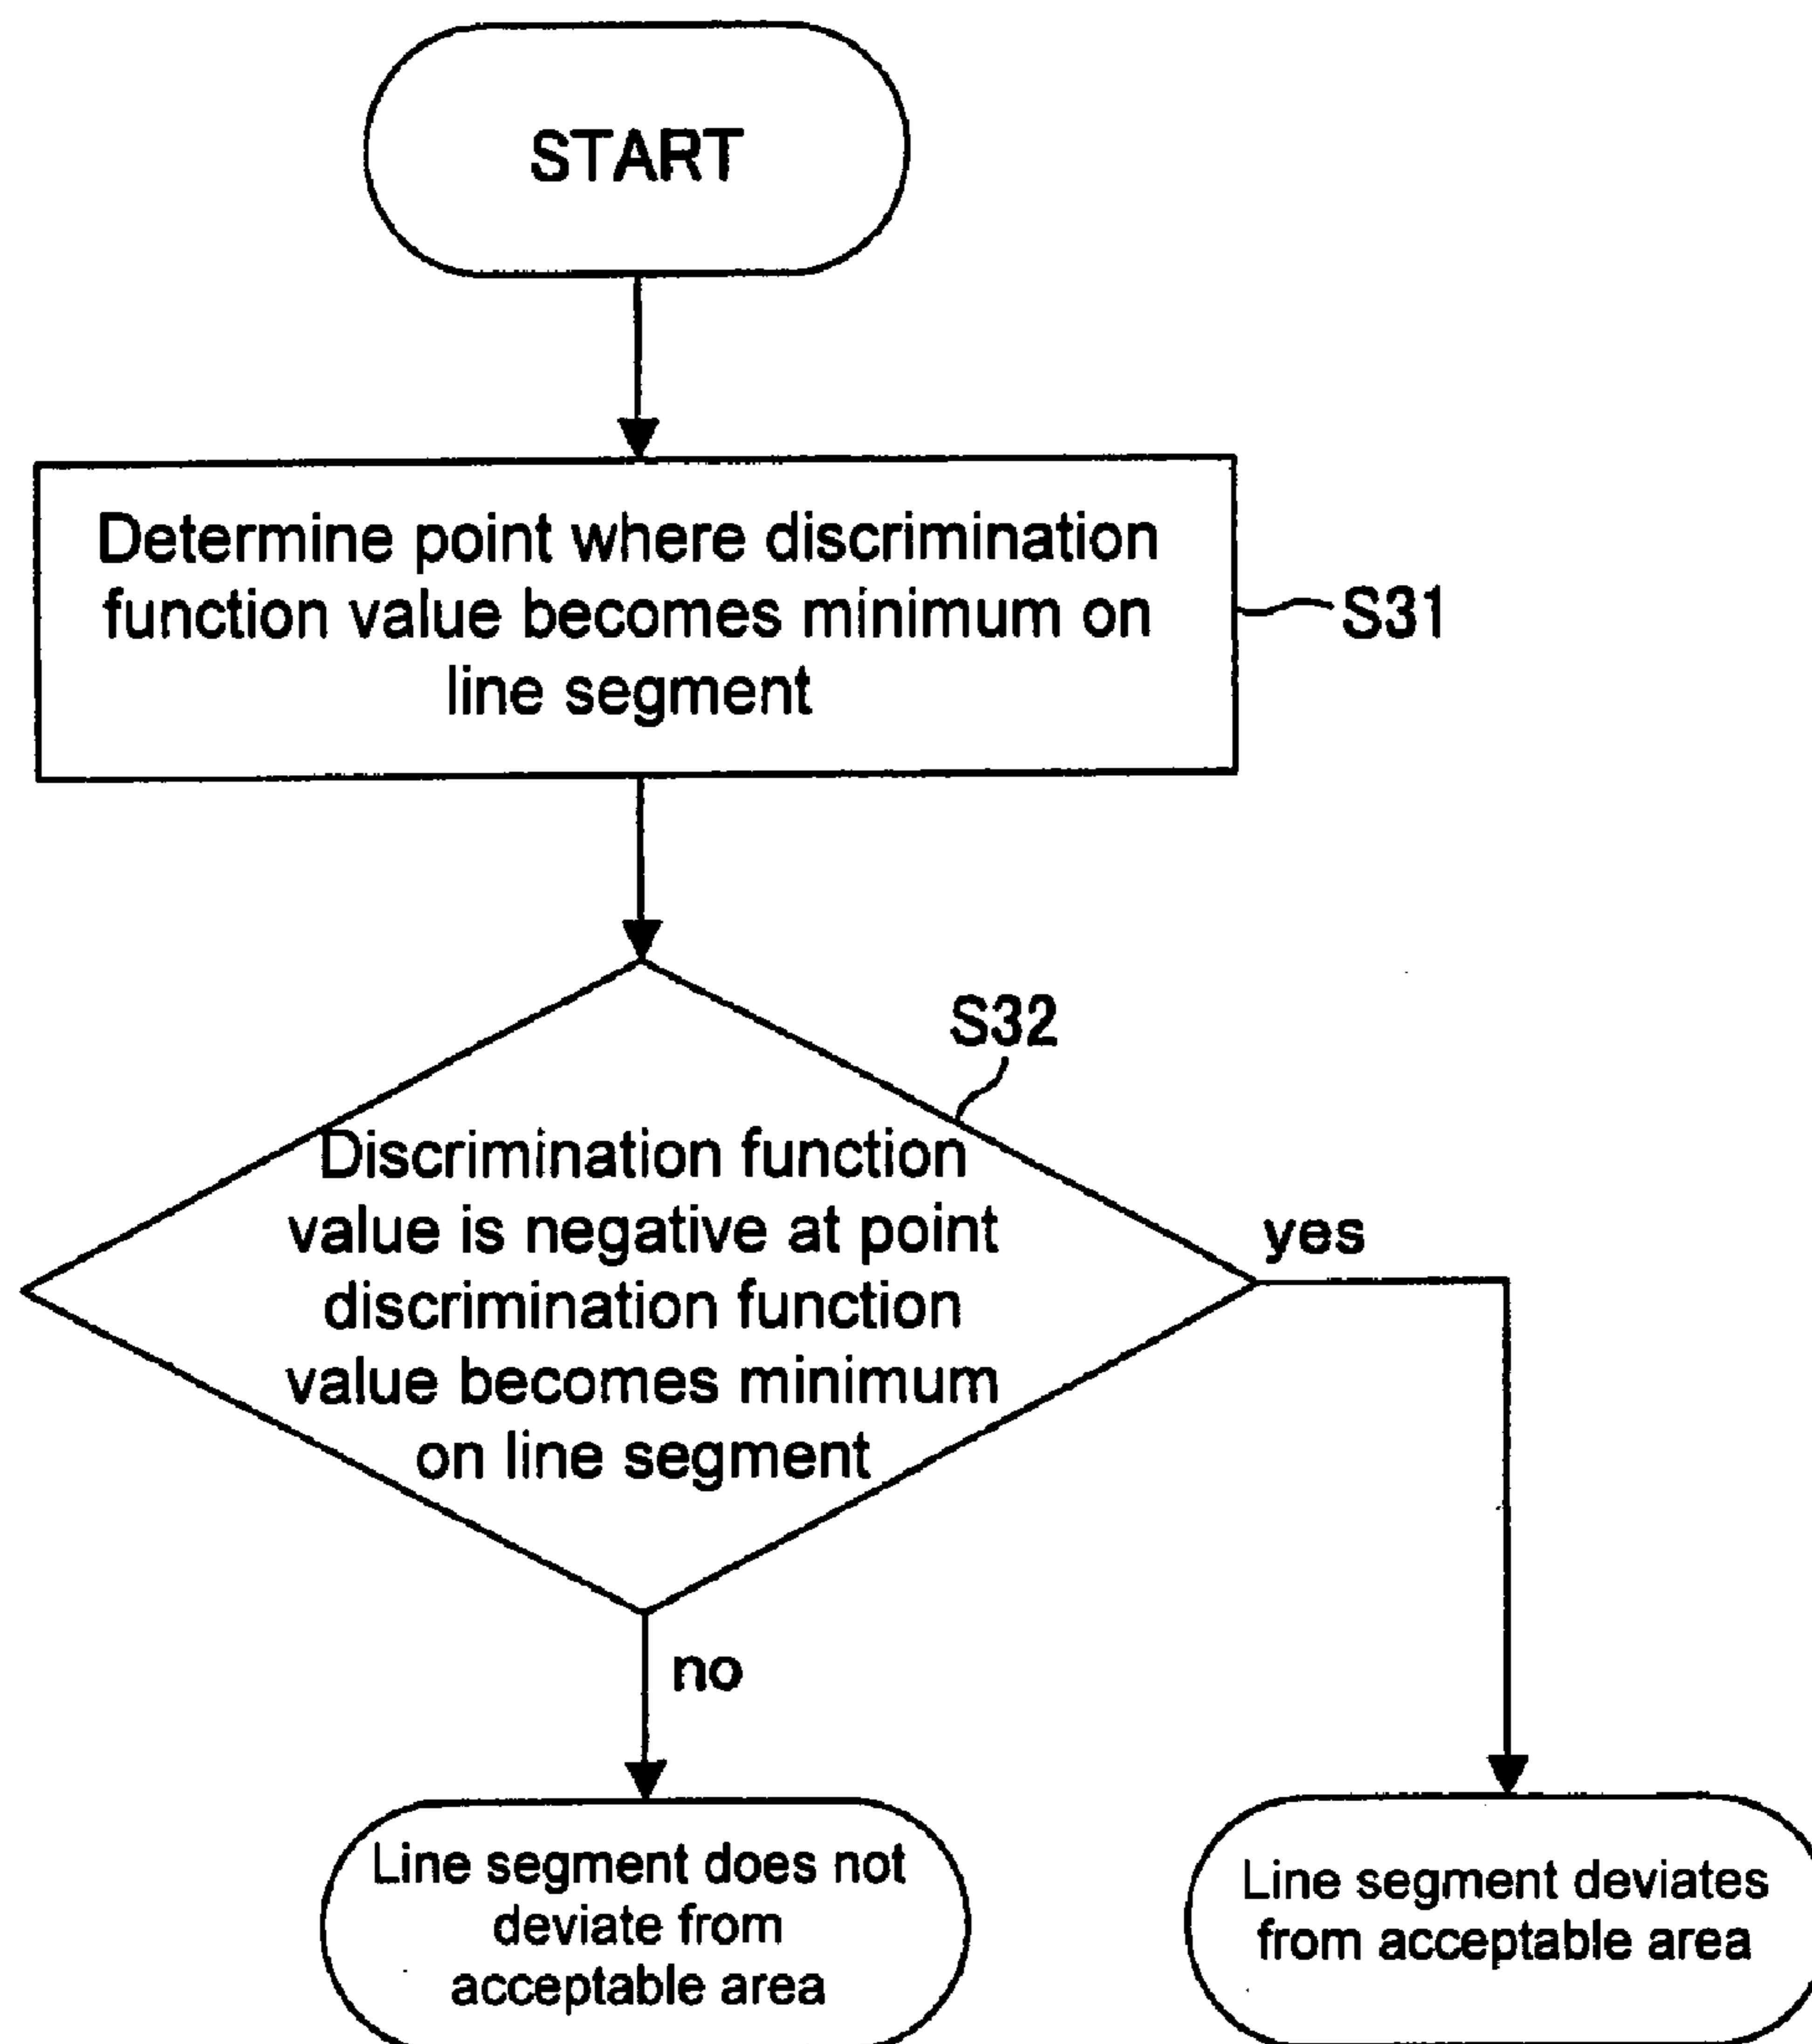 START
Determine point where discrimination
function value becomes minimum on
line segment
S31
S32
Discrimination function
value is negative at point
discrimination function
value becomes minimum
on line segment
yes
no
Line segment does not
deviate from
acceptable area
Line segment deviates
from acceptable area